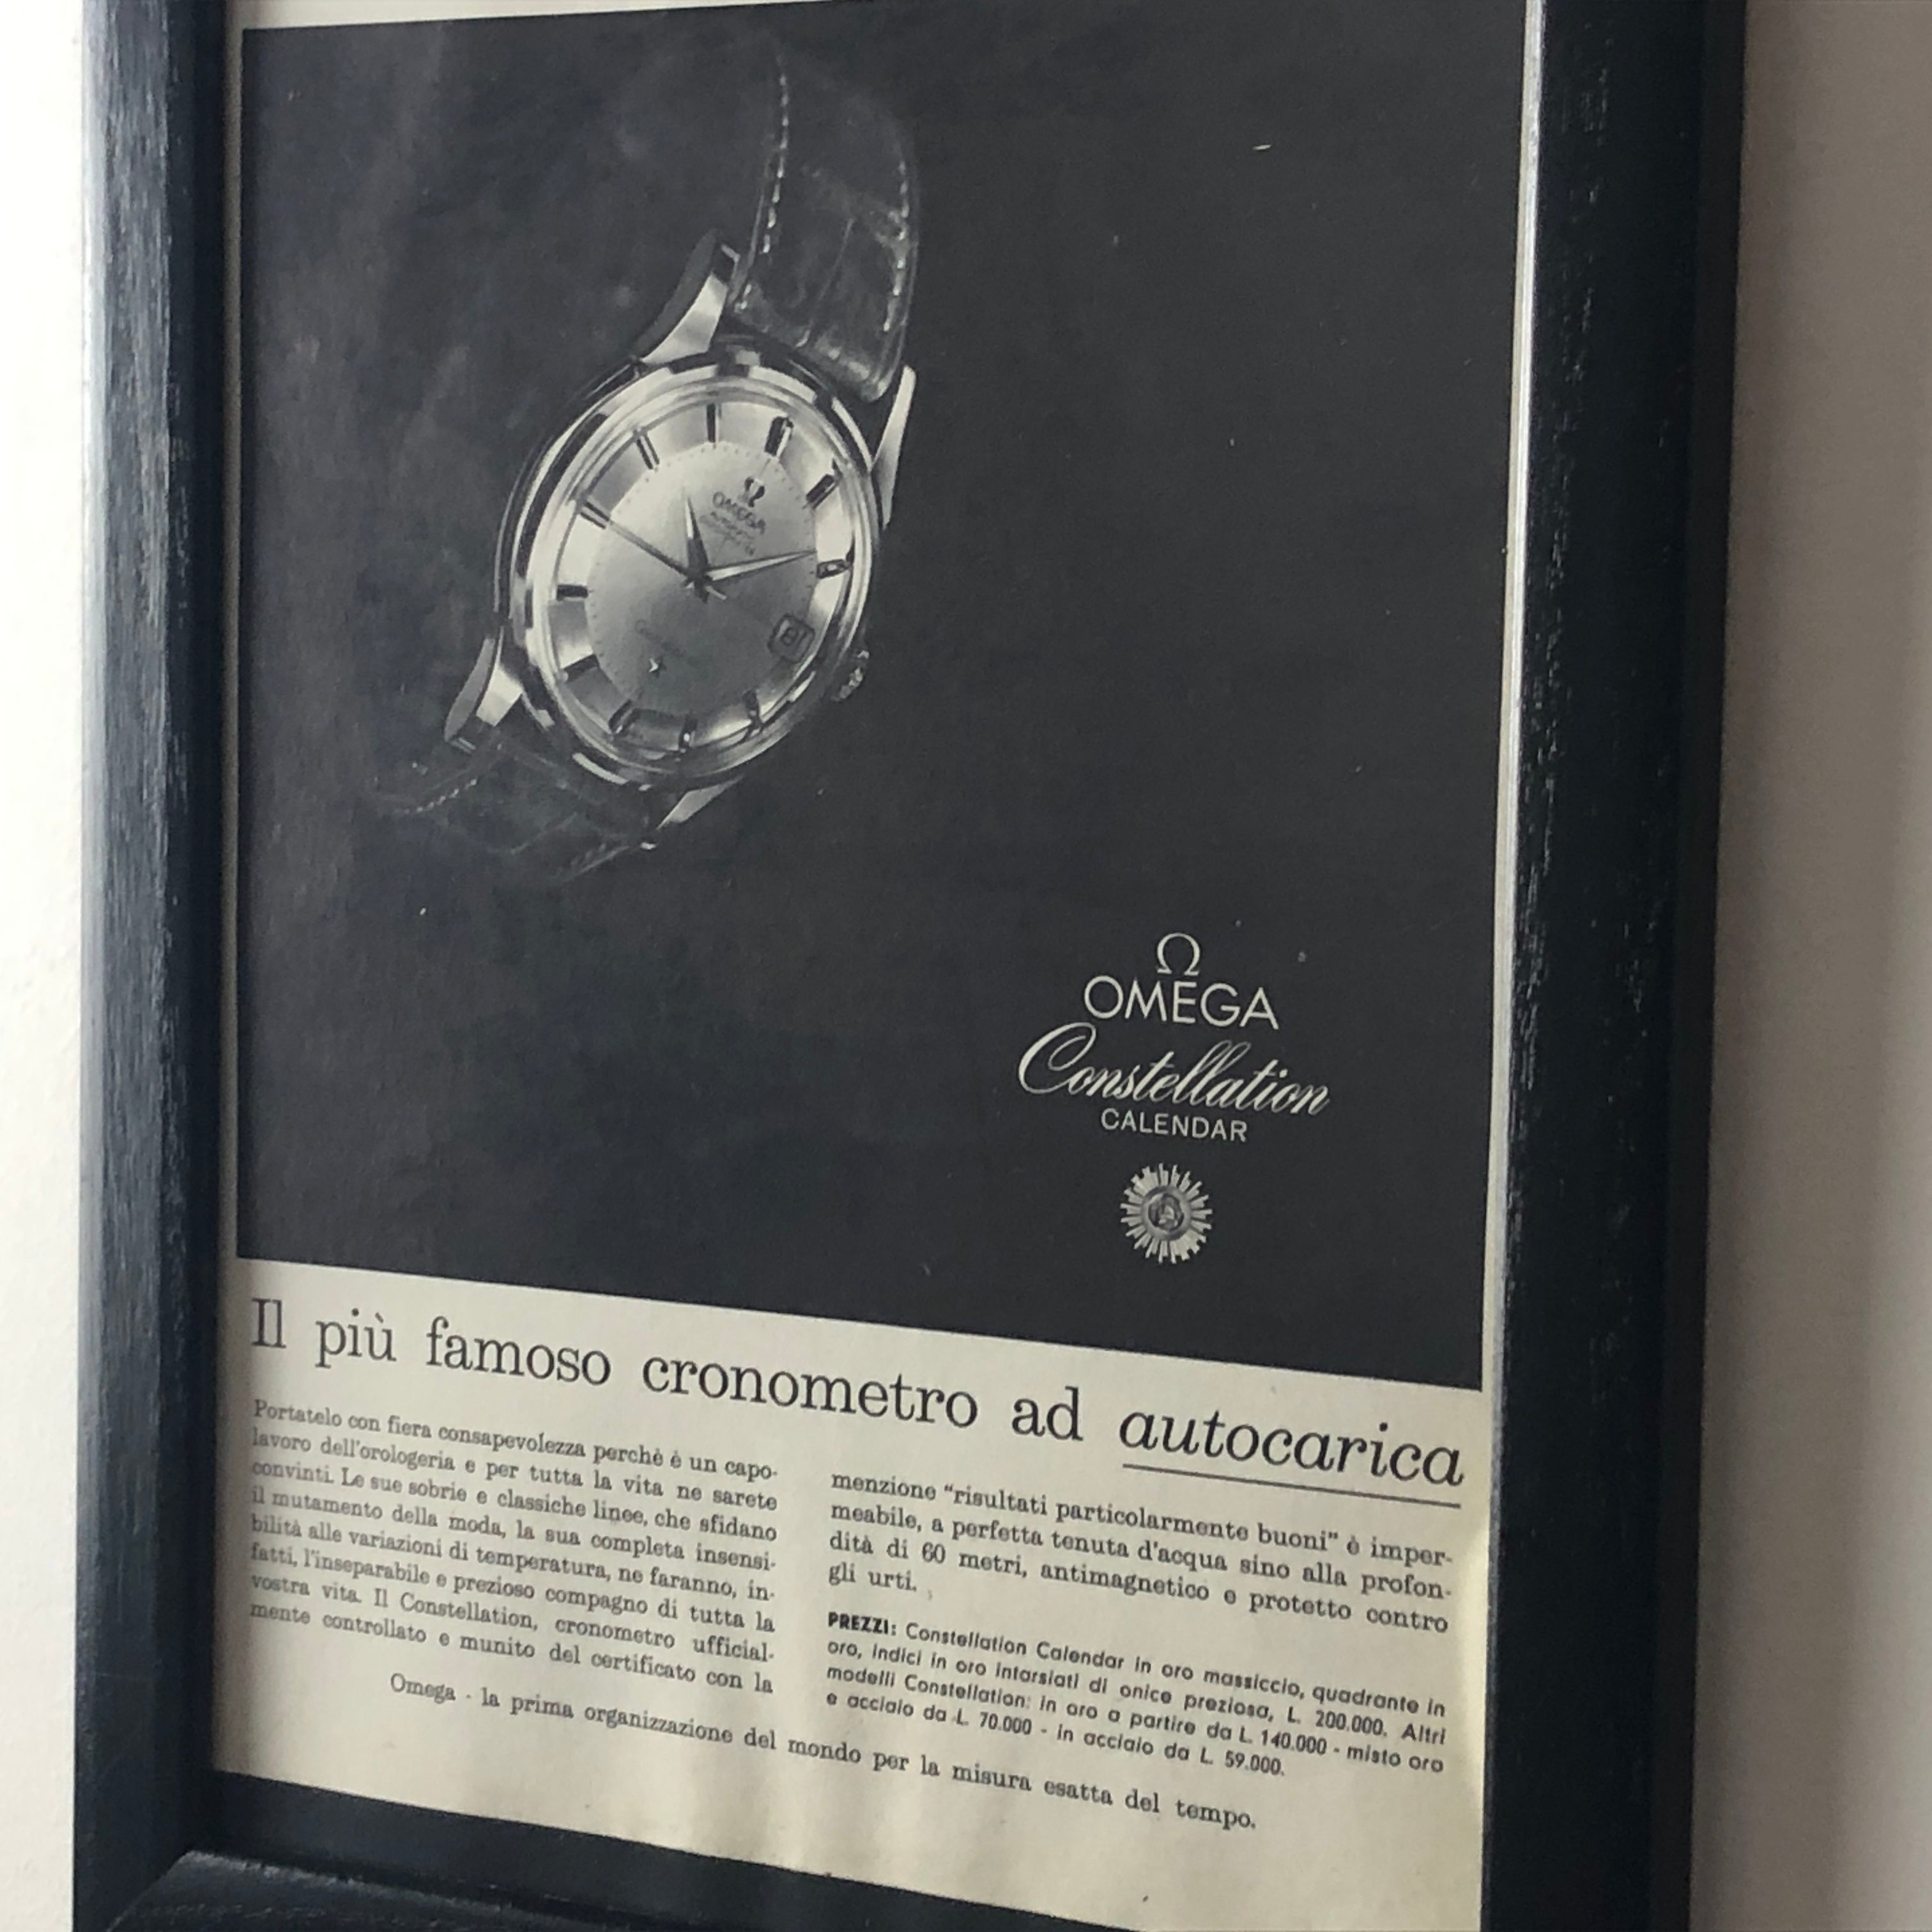 Ω
OMEGA
Ω
OMEGA
Constellation
CALENDAR
Il più famoso cronometro ad autocarica
Portatelo con fiera consapevolezza perchè è un capo-
lavoro dell'orologeria e per tutta la vita ne sarete
convinti. Le sue sobrie e classiche linee, che sfidano
il mutamento della moda, la sua completa insensi-
bilità alle variazioni di temperatura, ne faranno, in-
fatti, l'inseparabile e prezioso compagno di tutta la
vostra vita. Il Constellation, cronometro ufficial-
mente controllato e munito del certificato con la
menzione "risultati particolarmente buoni" è imper-
meabile, a perfetta tenuta d'acqua sino alla profon-
dità di 60 metri, antimagnetico e protetto contro
gli urti.
PREZZI: Constellation Calendar in oro massiccio, quadrante in
oro, indici in oro intarsiati di onice preziosa, L. 200.000. Altri
modelli Constellation: in oro a partire da L. 140.000 - misto oro
e acciaio da L. 70.000 - in acciaio da L. 59.000.
Omega - la prima organizzazione del mondo per la misura esatta del tempo.